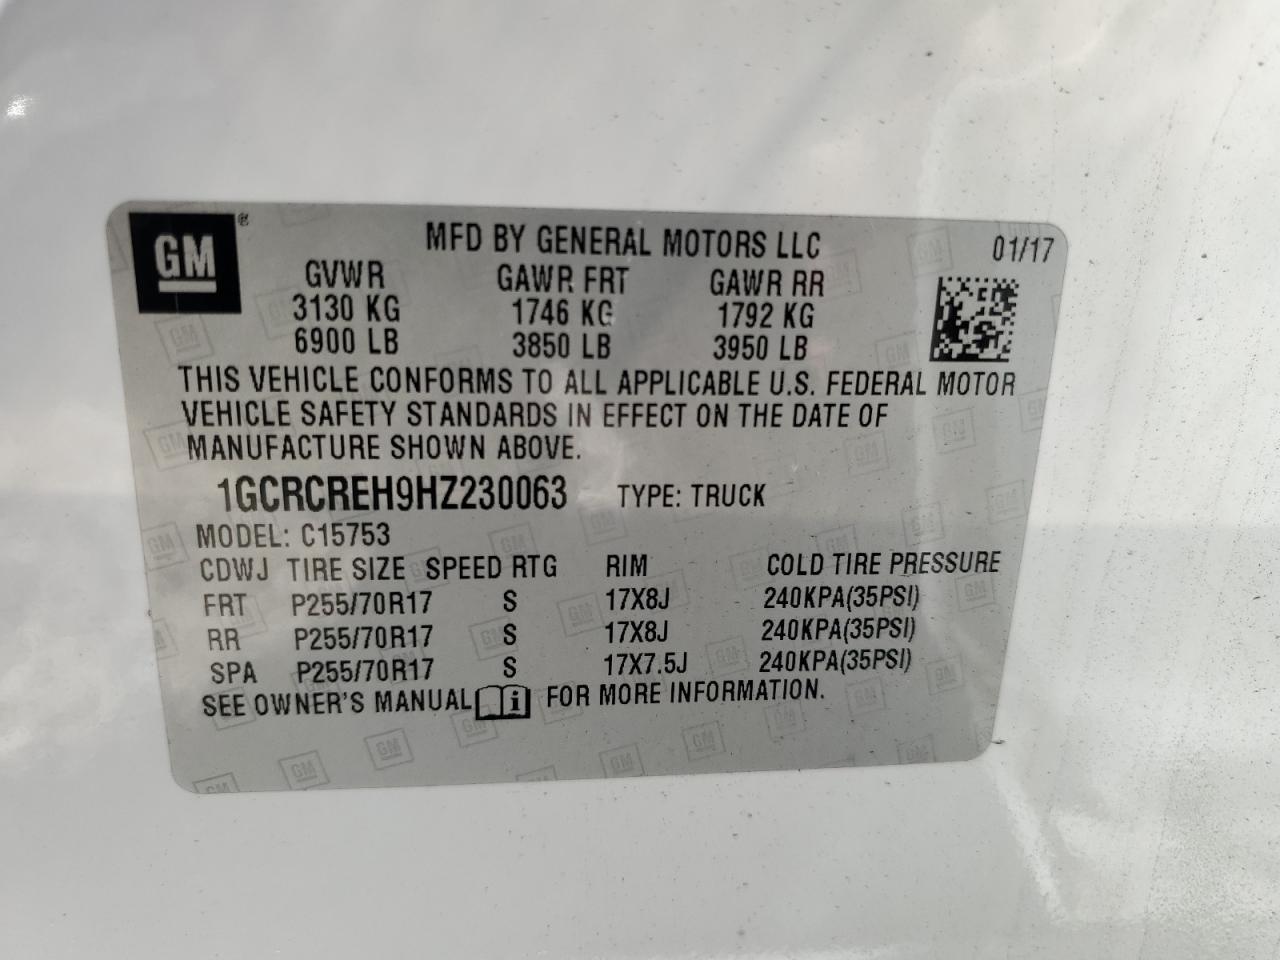 GM ®
MFD BY GENERAL MOTORS LLC 01/17
GVWR GAWR FRT GAWR RR
3130 KG 1746 KG 1792 KG
6900 LB 3850 LB 3950 LB
THIS VEHICLE CONFORMS TO ALL APPLICABLE U.S. FEDERAL MOTOR
VEHICLE SAFETY STANDARDS IN EFFECT ON THE DATE OF
MANUFACTURE SHOWN ABOVE.
1GCRCREH9HZ230063 TYPE: TRUCK
MODEL: C15753
CDWJ TIRE SIZE SPEED RTG RIM COLD TIRE PRESSURE
FRT P255/70R17 S 17X8J 240KPA(35PSI)
RR P255/70R17 S 17X8J 240KPA(35PSI)
SPA P255/70R17 S 17X7.5J 240KPA(35PSI)
SEE OWNER'S MANUAL i FOR MORE INFORMATION.